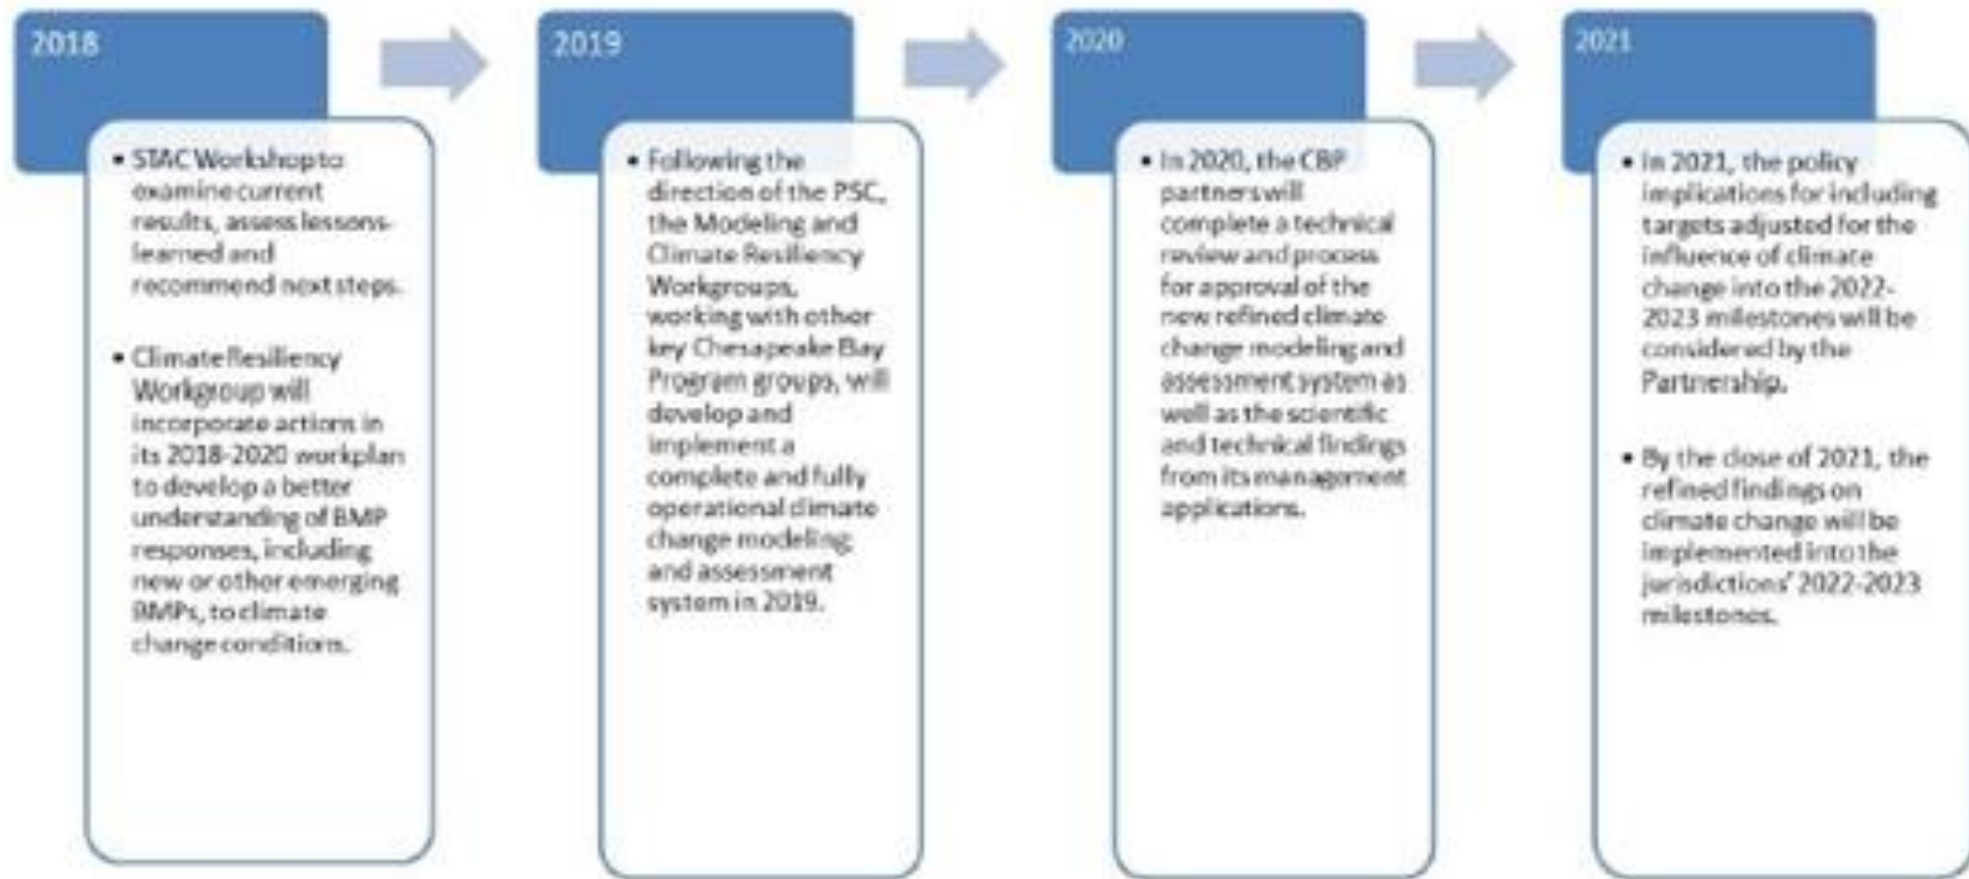 2018
• STAC Workshop to
examine current
results, assess lessons-
learned and
recommend next steps.
• Climate Resiliency
Workgroup will
incorporate actions in
its 2018-2020 workplan
to develop a better
understanding of BMP
responses, including
new or other emerging
BMPs, to climate
change conditions.
2019
• Following the
direction of the PSC,
the Modeling and
Climate Resiliency
Workgroups,
working with other
key Chesapeake Bay
Program groups, will
develop and
implement a
complete and fully
operational climate
change modeling
and assessment
system in 2019.
2020
• In 2020, the CBP
partners will
complete a technical
review and process
for approval of the
new refined climate
change modeling and
assessment system as
well as the scientific
and technical findings
from its management
applications.
2021
• In 2021, the policy
implications for including
targets adjusted for the
influence of climate
change into the 2022-
2023 milestones will be
considered by the
Partnership.
• By the close of 2021, the
refined findings on
climate change will be
implemented into the
jurisdictions' 2022-2023
milestones.